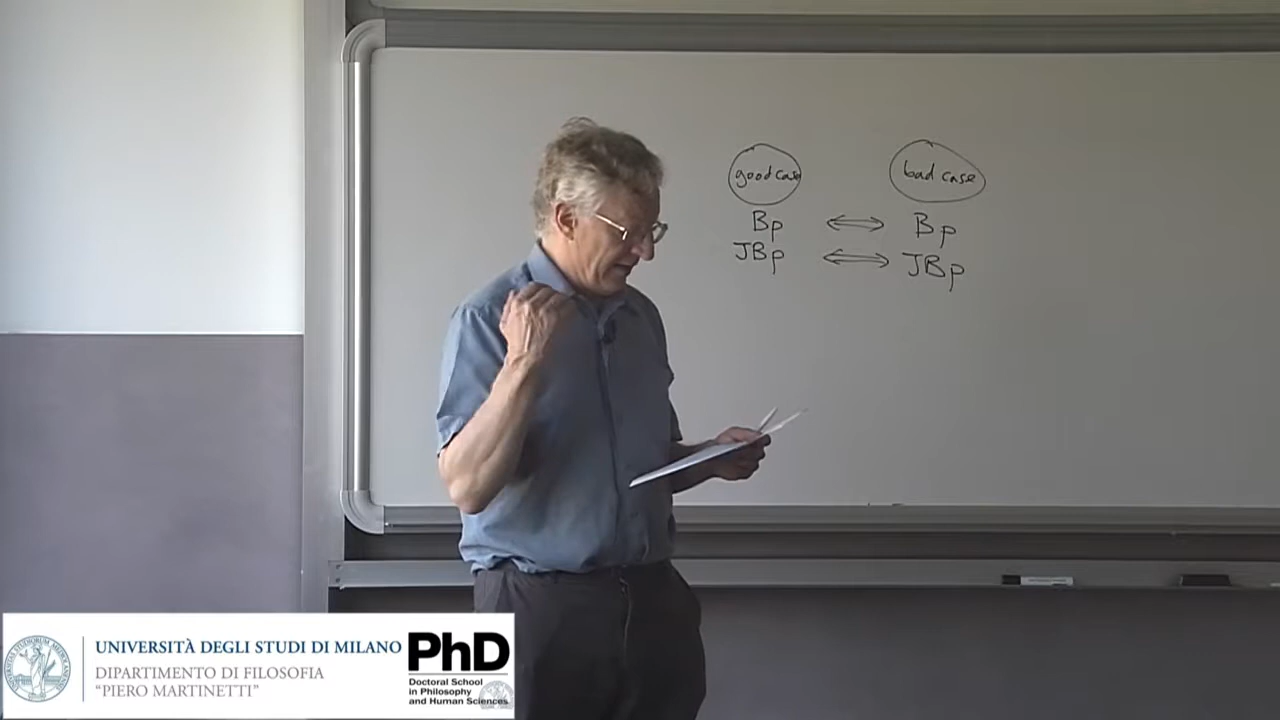 good case bad case
Bp ⟺ Bp
JBp ⟺ JBp
UNIVERSITÀ DEGLI STUDI DI MILANO
DIPARTIMENTO DI FILOSOFIA
"PIERO MARTINETTI"
PhD
Doctoral School
in Philosophy
and Human Sciences